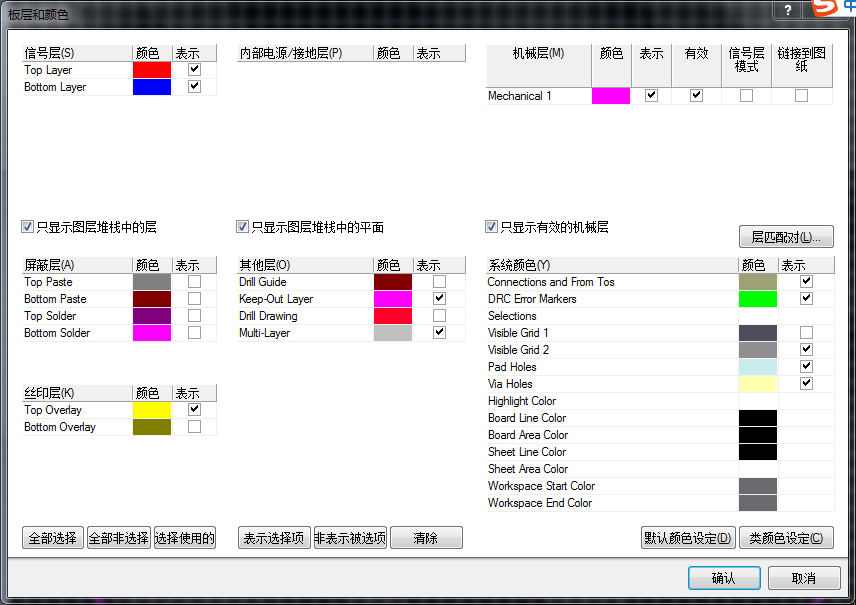 板层和颜色
?
中
信号层(S) 颜色 表示
Top Layer
Bottom Layer
内部电源/接地层(P) 颜色 表示
机械层(M) 颜色 表示 有效 信号层模式 链接到图纸
Mechanical 1
只显示图层堆栈中的层
只显示图层堆栈中的平面
只显示有效的机械层
层匹配对(L)...
屏蔽层(A) 颜色 表示
Top Paste
Bottom Paste
Top Solder
Bottom Solder
其他层(O) 颜色 表示
Drill Guide
Keep-Out Layer
Drill Drawing
Multi-Layer
系统颜色(Y) 颜色 表示
Connections and From Tos
DRC Error Markers
Selections
Visible Grid 1
Visible Grid 2
Pad Holes
Via Holes
Highlight Color
Board Line Color
Board Area Color
Sheet Line Color
Sheet Area Color
Workspace Start Color
Workspace End Color
丝印层(K) 颜色 表示
Top Overlay
Bottom Overlay
全部选择 全部非选择 选择使用的 表示选择项 非表示被选项 清除 默认颜色设定(D) 类颜色设定(C)
确认 取消